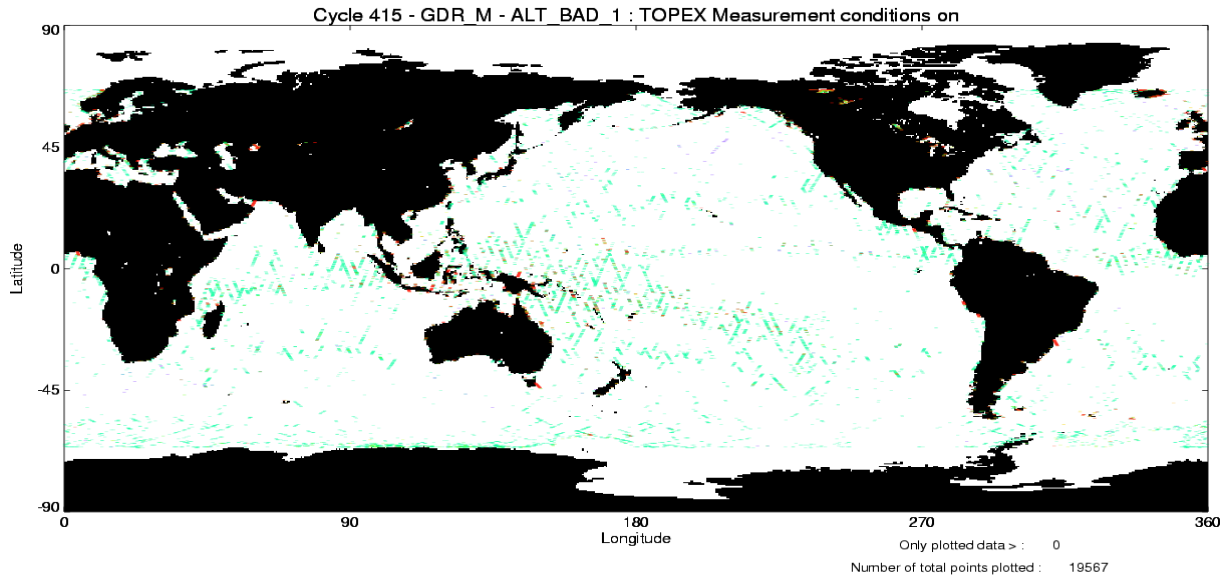 Cycle 415 - GDR_M - ALT_BAD_1 : TOPEX Measurement conditions on
90
45
Latitude
0
-45
-90
0 90 180 270 360
Longitude
Only plotted data > : 0
Number of total points plotted : 19567